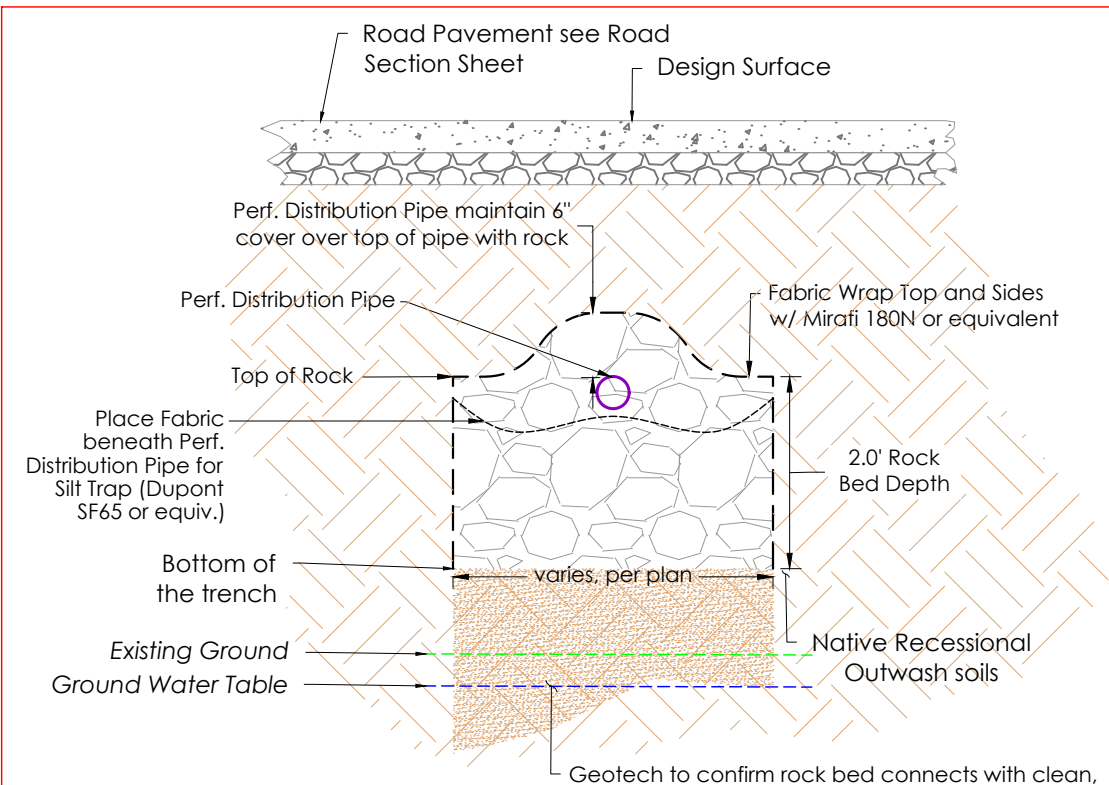 Road Pavement see Road
Section Sheet
Design Surface
Perf. Distribution Pipe maintain 6"
cover over top of pipe with rock
Perf. Distribution Pipe
Fabric Wrap Top and Sides
w/ Mirafi 180N or equivalent
Top of Rock
Place Fabric
beneath Perf.
Distribution Pipe for
Silt Trap (Dupont
SF65 or equiv.)
2.0' Rock
Bed Depth
Bottom of
the trench
varies, per plan
Existing Ground
Ground Water Table
Native Recessional
Outwash soils
Geotech to confirm rock bed connects with clean,